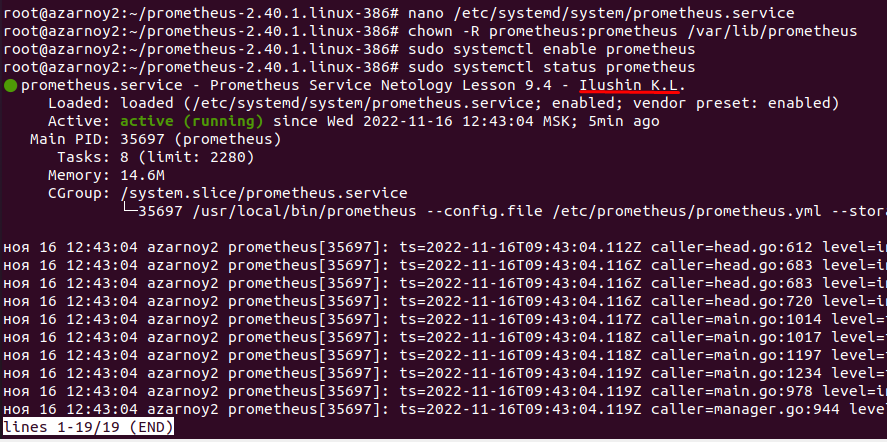 root@azarnoy2:~/prometheus-2.40.1.linux-386# nano /etc/systemd/system/prometheus.service
root@azarnoy2:~/prometheus-2.40.1.linux-386# chown -R prometheus:prometheus /var/lib/prometheus
root@azarnoy2:~/prometheus-2.40.1.linux-386# sudo systemctl enable prometheus
root@azarnoy2:~/prometheus-2.40.1.linux-386# sudo systemctl status prometheus
● prometheus.service - Prometheus Service Netology Lesson 9.4 - Ilushin K.L.
Loaded: loaded (/etc/systemd/system/prometheus.service; enabled; vendor preset: enabled)
Active: active (running) since Wed 2022-11-16 12:43:04 MSK; 5min ago
Main PID: 35697 (prometheus)
Tasks: 8 (limit: 2280)
Memory: 14.6M
CGroup: /system.slice/prometheus.service
└─35697 /usr/local/bin/prometheus --config.file /etc/prometheus/prometheus.yml --stora
ноя 16 12:43:04 azarnoy2 prometheus[35697]: ts=2022-11-16T09:43:04.112Z caller=head.go:612 level=in
ноя 16 12:43:04 azarnoy2 prometheus[35697]: ts=2022-11-16T09:43:04.116Z caller=head.go:683 level=in
ноя 16 12:43:04 azarnoy2 prometheus[35697]: ts=2022-11-16T09:43:04.116Z caller=head.go:683 level=in
ноя 16 12:43:04 azarnoy2 prometheus[35697]: ts=2022-11-16T09:43:04.116Z caller=head.go:720 level=in
ноя 16 12:43:04 azarnoy2 prometheus[35697]: ts=2022-11-16T09:43:04.117Z caller=main.go:1014 level=i
ноя 16 12:43:04 azarnoy2 prometheus[35697]: ts=2022-11-16T09:43:04.118Z caller=main.go:1017 level=i
ноя 16 12:43:04 azarnoy2 prometheus[35697]: ts=2022-11-16T09:43:04.118Z caller=main.go:1197 level=i
ноя 16 12:43:04 azarnoy2 prometheus[35697]: ts=2022-11-16T09:43:04.119Z caller=main.go:1234 level=i
ноя 16 12:43:04 azarnoy2 prometheus[35697]: ts=2022-11-16T09:43:04.119Z caller=main.go:978 level=in
ноя 16 12:43:04 azarnoy2 prometheus[35697]: ts=2022-11-16T09:43:04.119Z caller=manager.go:944 level
lines 1-19/19 (END)